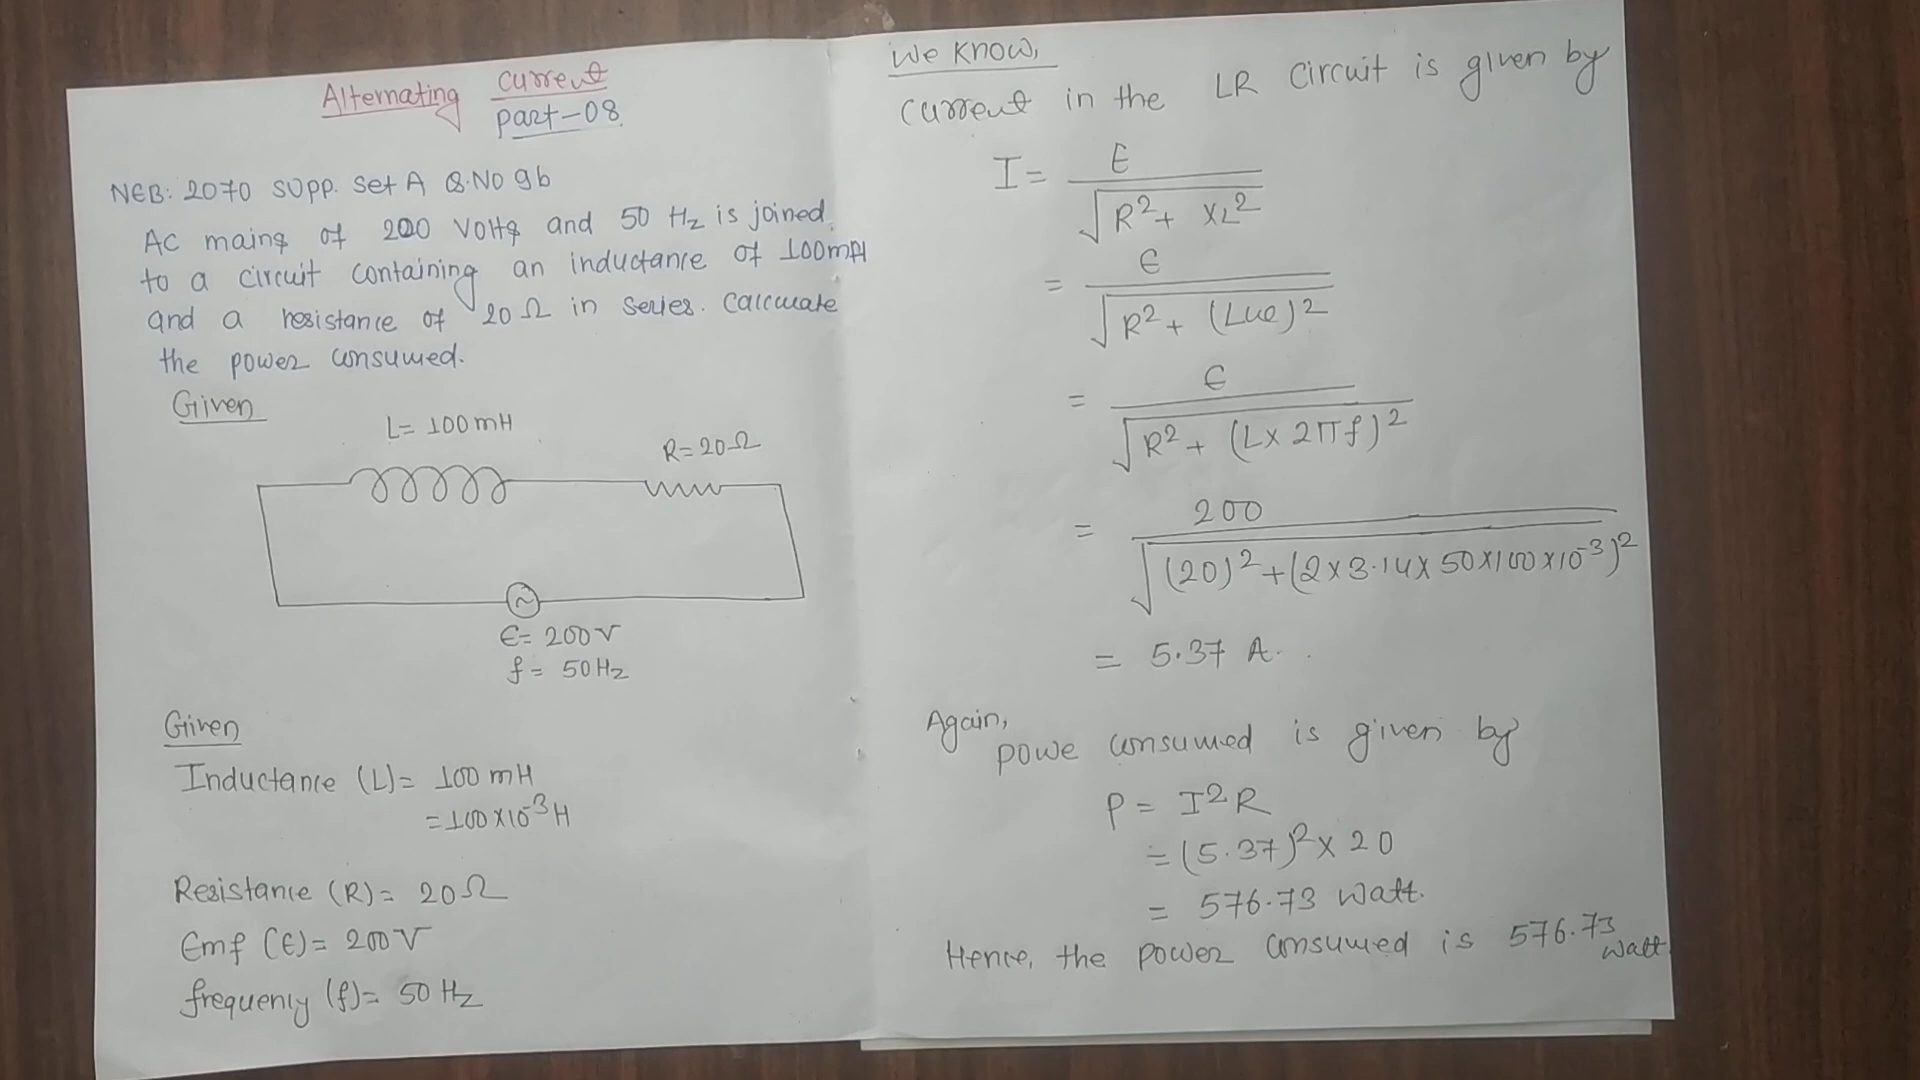 Alternating current
part-08
NEB: 2070 supp. set A Q.No 9b
AC mains of 200 Volts and 50 Hz is joined
to a circuit containing an inductance of 100mH
and a resistance of 20 Ω in series. Calculate
the power consumed.
Given
L= 100mH
R=20Ω
ϵ= 200V
f= 50Hz
Given
Inductance (L)= 100 mH
=100×10⁻³H
Resistance (R)= 20Ω
Emf (ϵ)= 200V
frequency (f)= 50 Hz
We know,
current in the LR circuit is given by
I= E / √(R²+ XL²)
= ϵ / √(R²+ (Lω)²)
= ϵ / √(R²+ (L×2πf)²)
= 200 / √((20)²+(2×3.14×50×100×10⁻³)²)
= 5.37 A.
Again,
powe consumed is given by
P= I²R
=(5.37)²×20
= 576.73 watt.
Hence, the power consumed is 576.73
watt